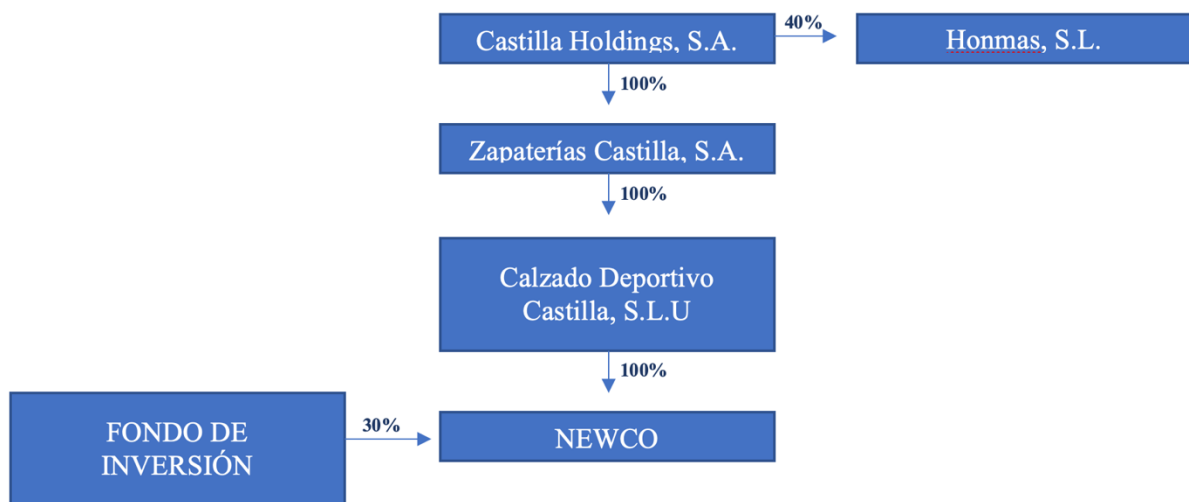 Castilla Holdings, S.A.
40%
Honmas, S.L.
100%
Zapaterías Castilla, S.A.
100%
Calzado Deportivo
Castilla, S.L.U
100%
FONDO DE
INVERSIÓN
30%
NEWCO